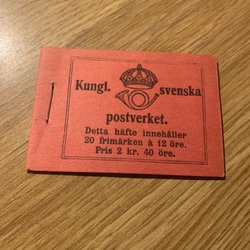 Kungl. svenska
postverket.
Detta häfte innehåller
20 frimärken à 12 öre.
Pris 2 kr. 40 öre.